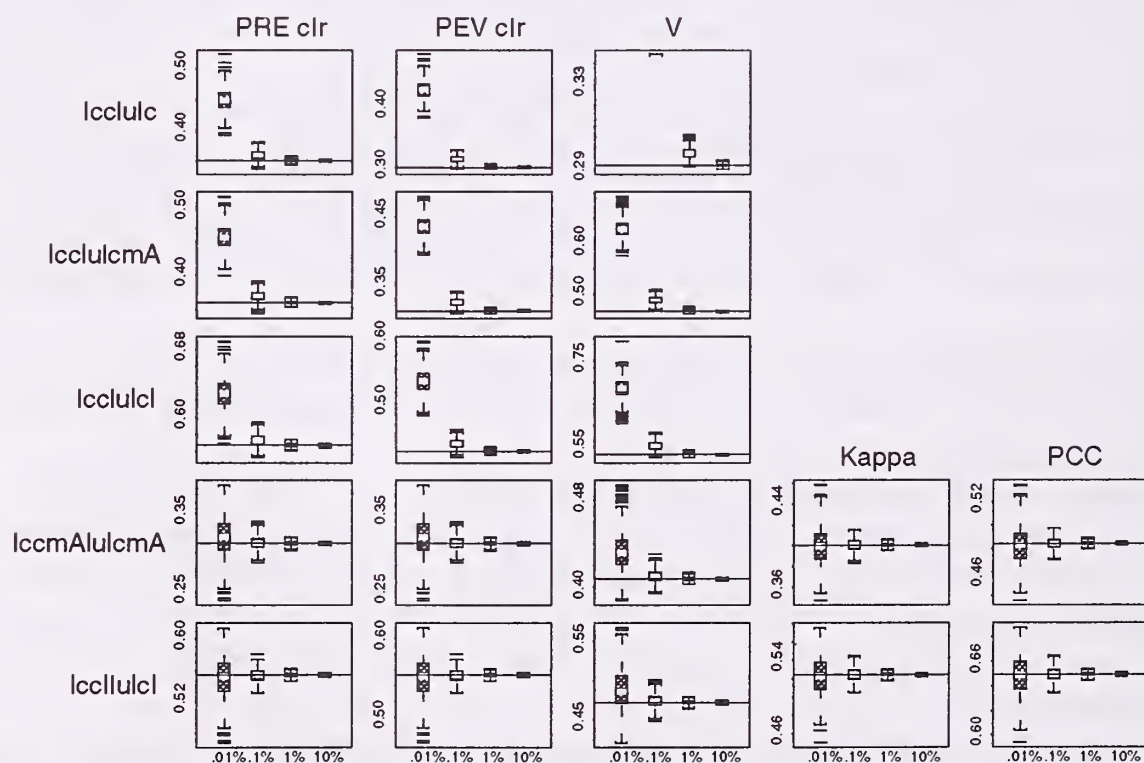 PRE clr PEV clr V
lcclulc 0.50 0.40 0.40 0.30 0.33 0.29
lcclulcmA 0.50 0.40 0.45 0.35 0.60 0.50
lcclulcl 0.68 0.60 0.60 0.50 0.75 0.55
Kappa PCC
lccmAlulcmA 0.35 0.25 0.35 0.25 0.48 0.40 0.44 0.36 0.52 0.46
lccllulcl 0.60 0.52 0.60 0.50 0.55 0.45 0.54 0.46 0.66 0.60
.01% .1% 1% 10% .01% .1% 1% 10% .01% .1% 1% 10% .01% .1% 1% 10% .01% .1% 1% 10%